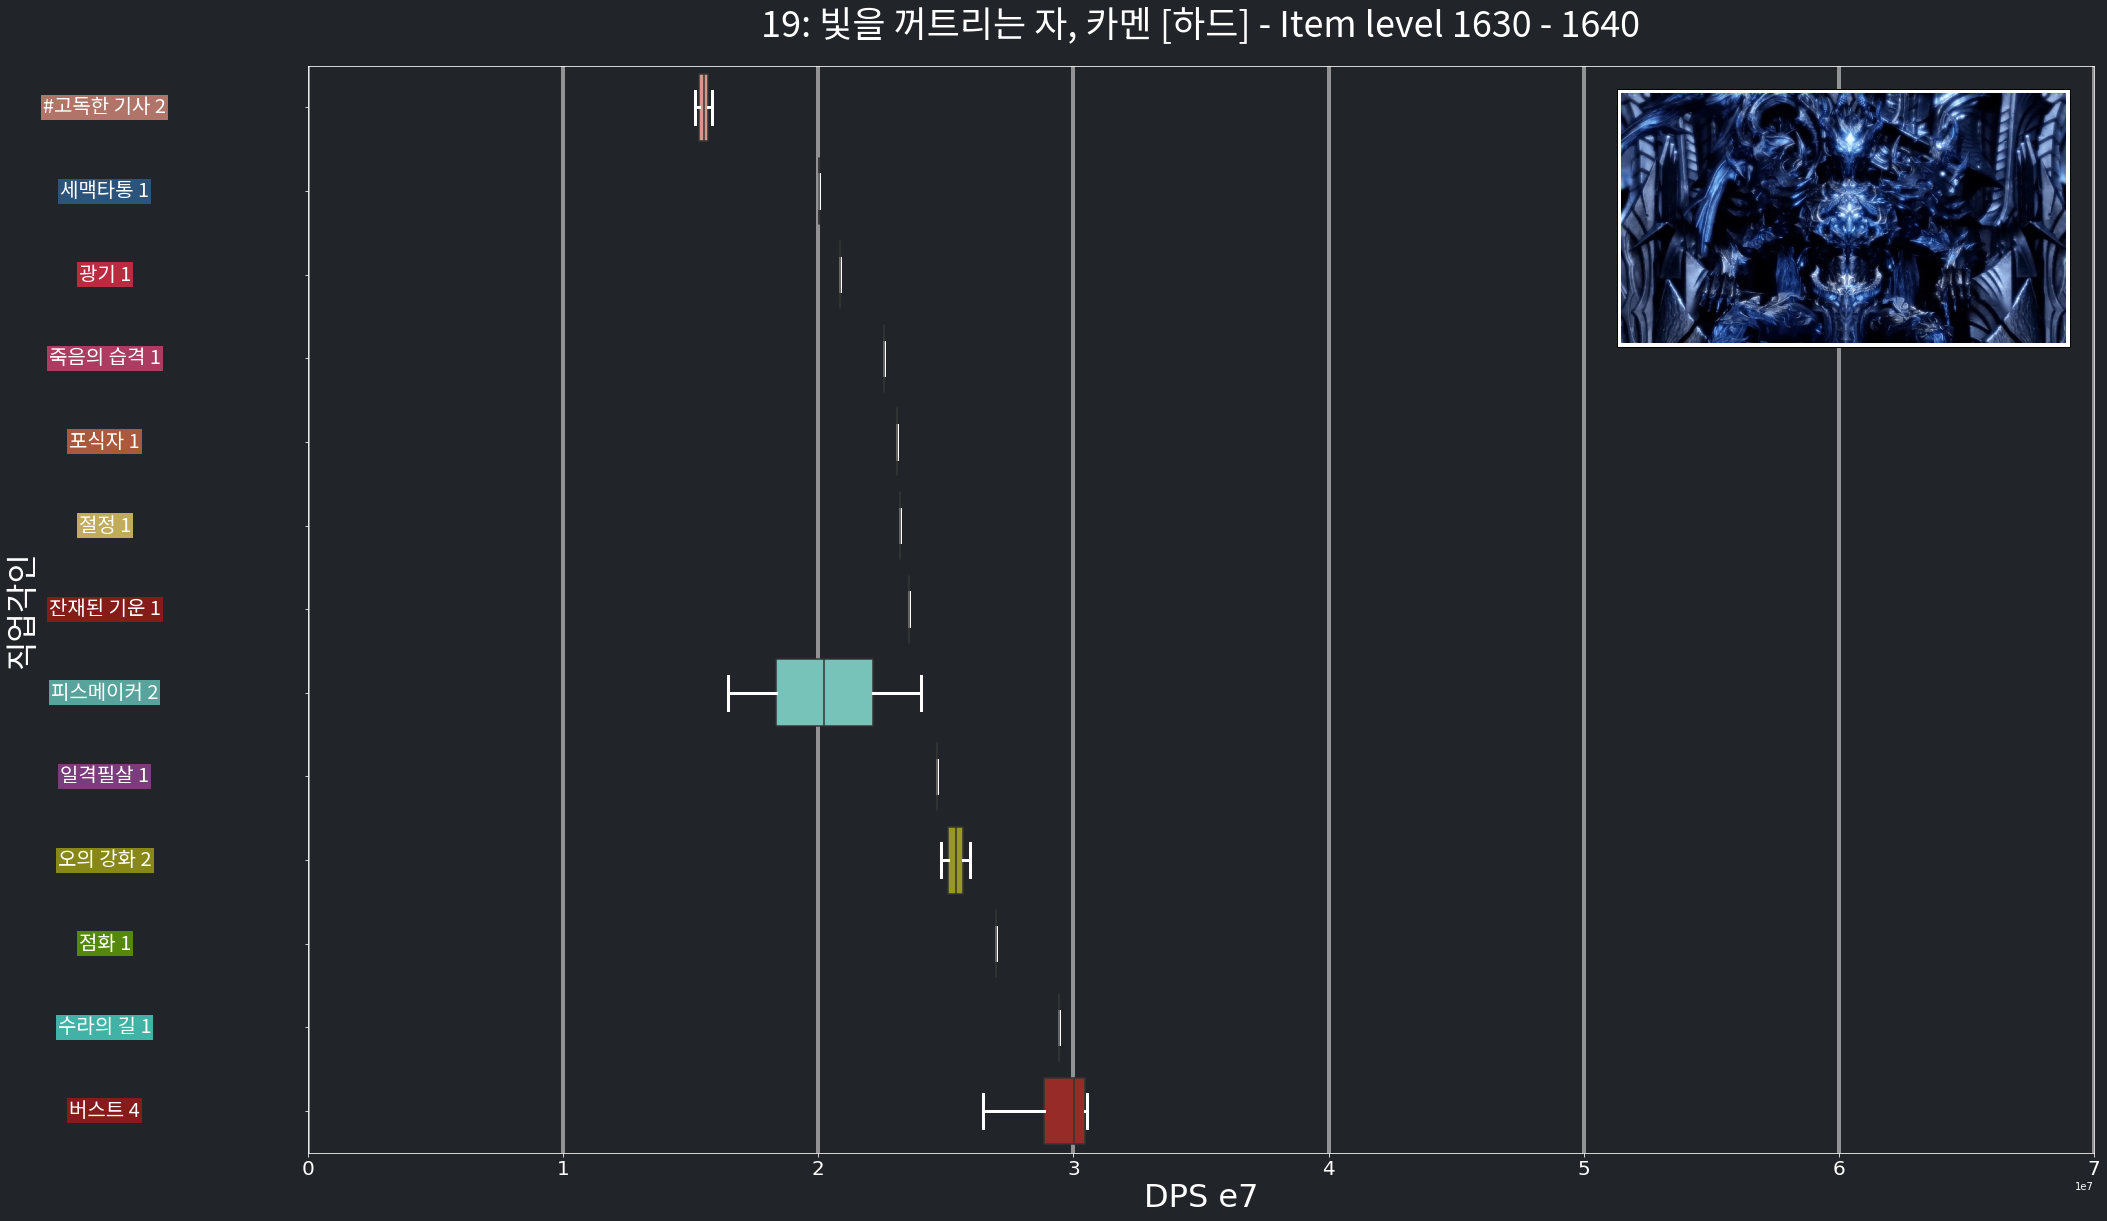 19: 빛을 꺼트리는 자, 카멘 [하드] - Item level 1630 - 1640
직업각인
#고독한 기사 2
세맥타통 1
광기 1
죽음의 습격 1
포식자 1
절정 1
잔재된 기운 1
피스메이커 2
일격필살 1
오의 강화 2
점화 1
수라의 길 1
버스트 4
0 1 2 3 4 5 6 7
1e7
DPS e7